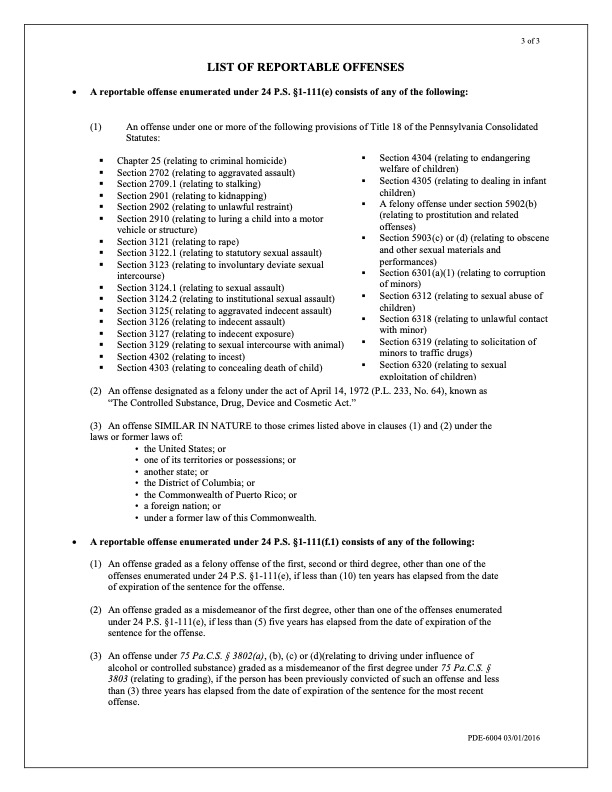 3 of 3
LIST OF REPORTABLE OFFENSES
• A reportable offense enumerated under 24 P.S. §1-111(e) consists of any of the following:
(1) An offense under one or more of the following provisions of Title 18 of the Pennsylvania Consolidated
Statutes:
▪ Chapter 25 (relating to criminal homicide)
▪ Section 2702 (relating to aggravated assault)
▪ Section 2709.1 (relating to stalking)
▪ Section 2901 (relating to kidnapping)
▪ Section 2902 (relating to unlawful restraint)
▪ Section 2910 (relating to luring a child into a motor
vehicle or structure)
▪ Section 3121 (relating to rape)
▪ Section 3122.1 (relating to statutory sexual assault)
▪ Section 3123 (relating to involuntary deviate sexual
intercourse)
▪ Section 3124.1 (relating to sexual assault)
▪ Section 3124.2 (relating to institutional sexual assault)
▪ Section 3125( relating to aggravated indecent assault)
▪ Section 3126 (relating to indecent assault)
▪ Section 3127 (relating to indecent exposure)
▪ Section 3129 (relating to sexual intercourse with animal)
▪ Section 4302 (relating to incest)
▪ Section 4303 (relating to concealing death of child)
▪ Section 4304 (relating to endangering
welfare of children)
▪ Section 4305 (relating to dealing in infant
children)
▪ A felony offense under section 5902(b)
(relating to prostitution and related
offenses)
▪ Section 5903(c) or (d) (relating to obscene
and other sexual materials and
performances)
▪ Section 6301(a)(1) (relating to corruption
of minors)
▪ Section 6312 (relating to sexual abuse of
children)
▪ Section 6318 (relating to unlawful contact
with minor)
▪ Section 6319 (relating to solicitation of
minors to traffic drugs)
▪ Section 6320 (relating to sexual
exploitation of children)
(2) An offense designated as a felony under the act of April 14, 1972 (P.L. 233, No. 64), known as
“The Controlled Substance, Drug, Device and Cosmetic Act.”
(3) An offense SIMILAR IN NATURE to those crimes listed above in clauses (1) and (2) under the
laws or former laws of:
• the United States; or
• one of its territories or possessions; or
• another state; or
• the District of Columbia; or
• the Commonwealth of Puerto Rico; or
• a foreign nation; or
• under a former law of this Commonwealth.
• A reportable offense enumerated under 24 P.S. §1-111(f.1) consists of any of the following:
(1) An offense graded as a felony offense of the first, second or third degree, other than one of the
offenses enumerated under 24 P.S. §1-111(e), if less than (10) ten years has elapsed from the date
of expiration of the sentence for the offense.
(2) An offense graded as a misdemeanor of the first degree, other than one of the offenses enumerated
under 24 P.S. §1-111(e), if less than (5) five years has elapsed from the date of expiration of the
sentence for the offense.
(3) An offense under 75 Pa.C.S. § 3802(a), (b), (c) or (d)(relating to driving under influence of
alcohol or controlled substance) graded as a misdemeanor of the first degree under 75 Pa.C.S. §
3803 (relating to grading), if the person has been previously convicted of such an offense and less
than (3) three years has elapsed from the date of expiration of the sentence for the most recent
offense.
PDE-6004 03/01/2016